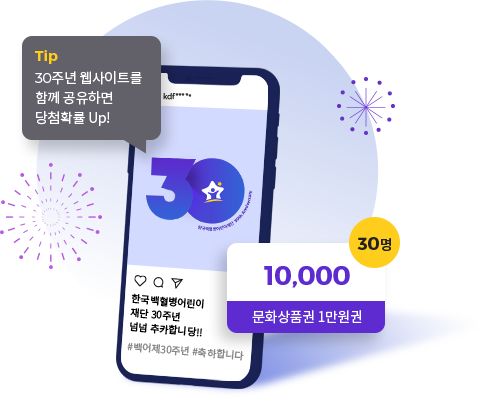 Tip
30주년 웹사이트를
함께 공유하면
당첨확률 Up!
kdf*****
30
30명
10,000
문화상품권 1만원권
한국백혈병어린이
재단 30주년
넘넘 추카합니당!!
#백어제30주년 #축하합니다